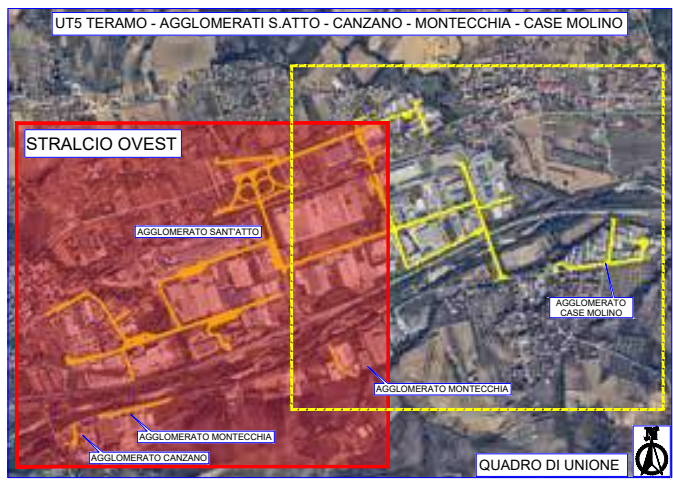 UT5 TERAMO - AGGLOMERATI S.ATTO - CANZANO - MONTECCHIA - CASE MOLINO
STRALCIO OVEST
AGGLOMERATO SANT'ATTO
AGGLOMERATO
CASE MOLINO
AGGLOMERATO MONTECCHIA
AGGLOMERATO MONTECCHIA
AGGLOMERATO CANZANO
QUADRO DI UNIONE